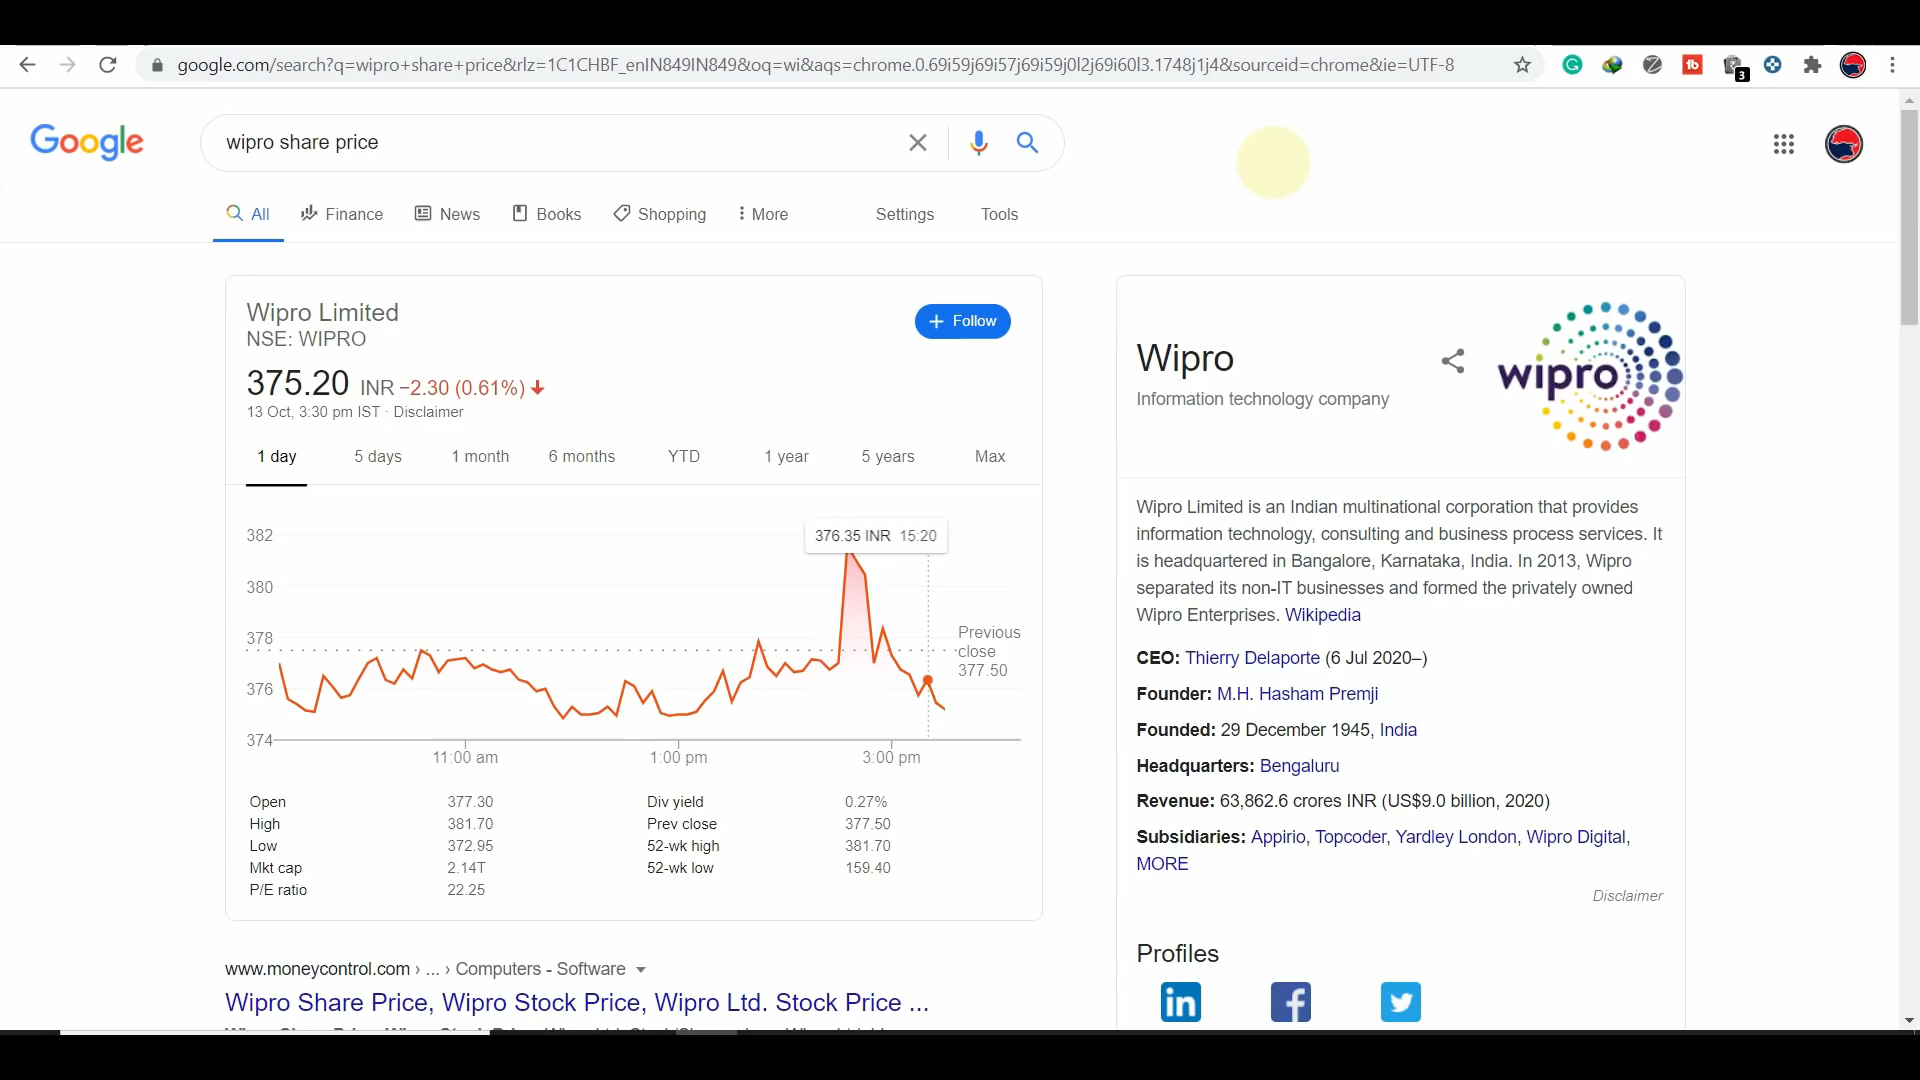 google.com/search?q=wipro+share+price&rlz=1C1CHBF_enIN849IN849&oq=wi&aqs=chrome.0.69i59j69i57j69i59j0l2j69i60l3.1748j1j4&sourceid=chrome&ie=UTF-8
3
Google
wipro share price
All Finance News Books Shopping More Settings Tools
Wipro Limited
NSE: WIPRO
Follow
375.20 INR −2.30 (0.61%)
13 Oct, 3:30 pm IST · Disclaimer
1 day 5 days 1 month 6 months YTD 1 year 5 years Max
376.35 INR 15:20
382
380
378
376
374
Previous
close
377.50
11:00 am 1:00 pm 3:00 pm
Open 377.30 Div yield 0.27%
High 381.70 Prev close 377.50
Low 372.95 52-wk high 381.70
Mkt cap 2.14T 52-wk low 159.40
P/E ratio 22.25
www.moneycontrol.com › ... › Computers - Software
Wipro Share Price, Wipro Stock Price, Wipro Ltd. Stock Price ...
Wipro
Information technology company
wipro
Wipro Limited is an Indian multinational corporation that provides
information technology, consulting and business process services. It
is headquartered in Bangalore, Karnataka, India. In 2013, Wipro
separated its non-IT businesses and formed the privately owned
Wipro Enterprises. Wikipedia
CEO: Thierry Delaporte (6 Jul 2020–)
Founder: M.H. Hasham Premji
Founded: 29 December 1945, India
Headquarters: Bengaluru
Revenue: 63,862.6 crores INR (US$9.0 billion, 2020)
Subsidiaries: Appirio, Topcoder, Yardley London, Wipro Digital,
MORE
Disclaimer
Profiles
in
f